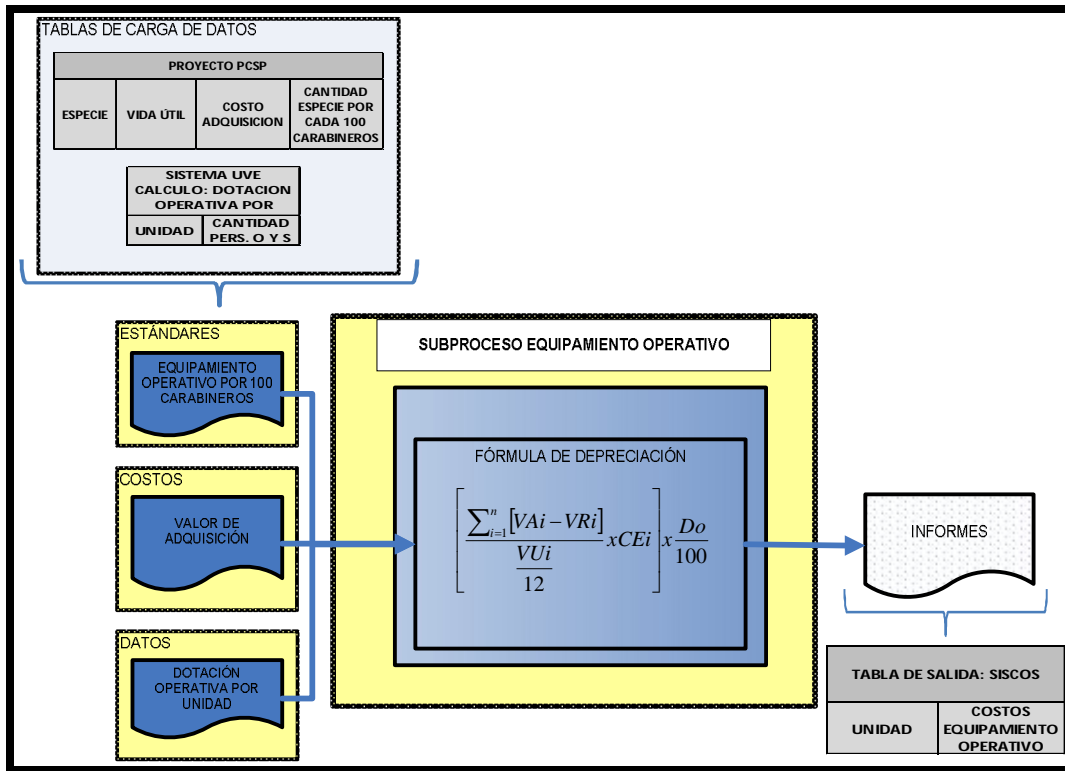 TABLAS DE CARGA DE DATOS
PROYECTO PCSP
ESPECIE
VIDA ÚTIL
COSTO
ADQUISICION
CANTIDAD
ESPECIE POR
CADA 100
CARABINEROS
SISTEMA UVE
CALCULO: DOTACION
OPERATIVA POR
UNIDAD
CANTIDAD
PERS. O Y S
ESTÁNDARES
EQUIPAMIENTO
OPERATIVO POR 100
CARABINEROS
COSTOS
VALOR DE
ADQUISICIÓN
DATOS
DOTACIÓN
OPERATIVA POR
UNIDAD
SUBPROCESO EQUIPAMIENTO OPERATIVO
FÓRMULA DE DEPRECIACIÓN
[ ∑ⁿᵢ₌₁ [VAi − VRi] / (VUi / 12) xCEi ] x Do / 100
INFORMES
TABLA DE SALIDA: SISCOS
UNIDAD
COSTOS
EQUIPAMIENTO
OPERATIVO